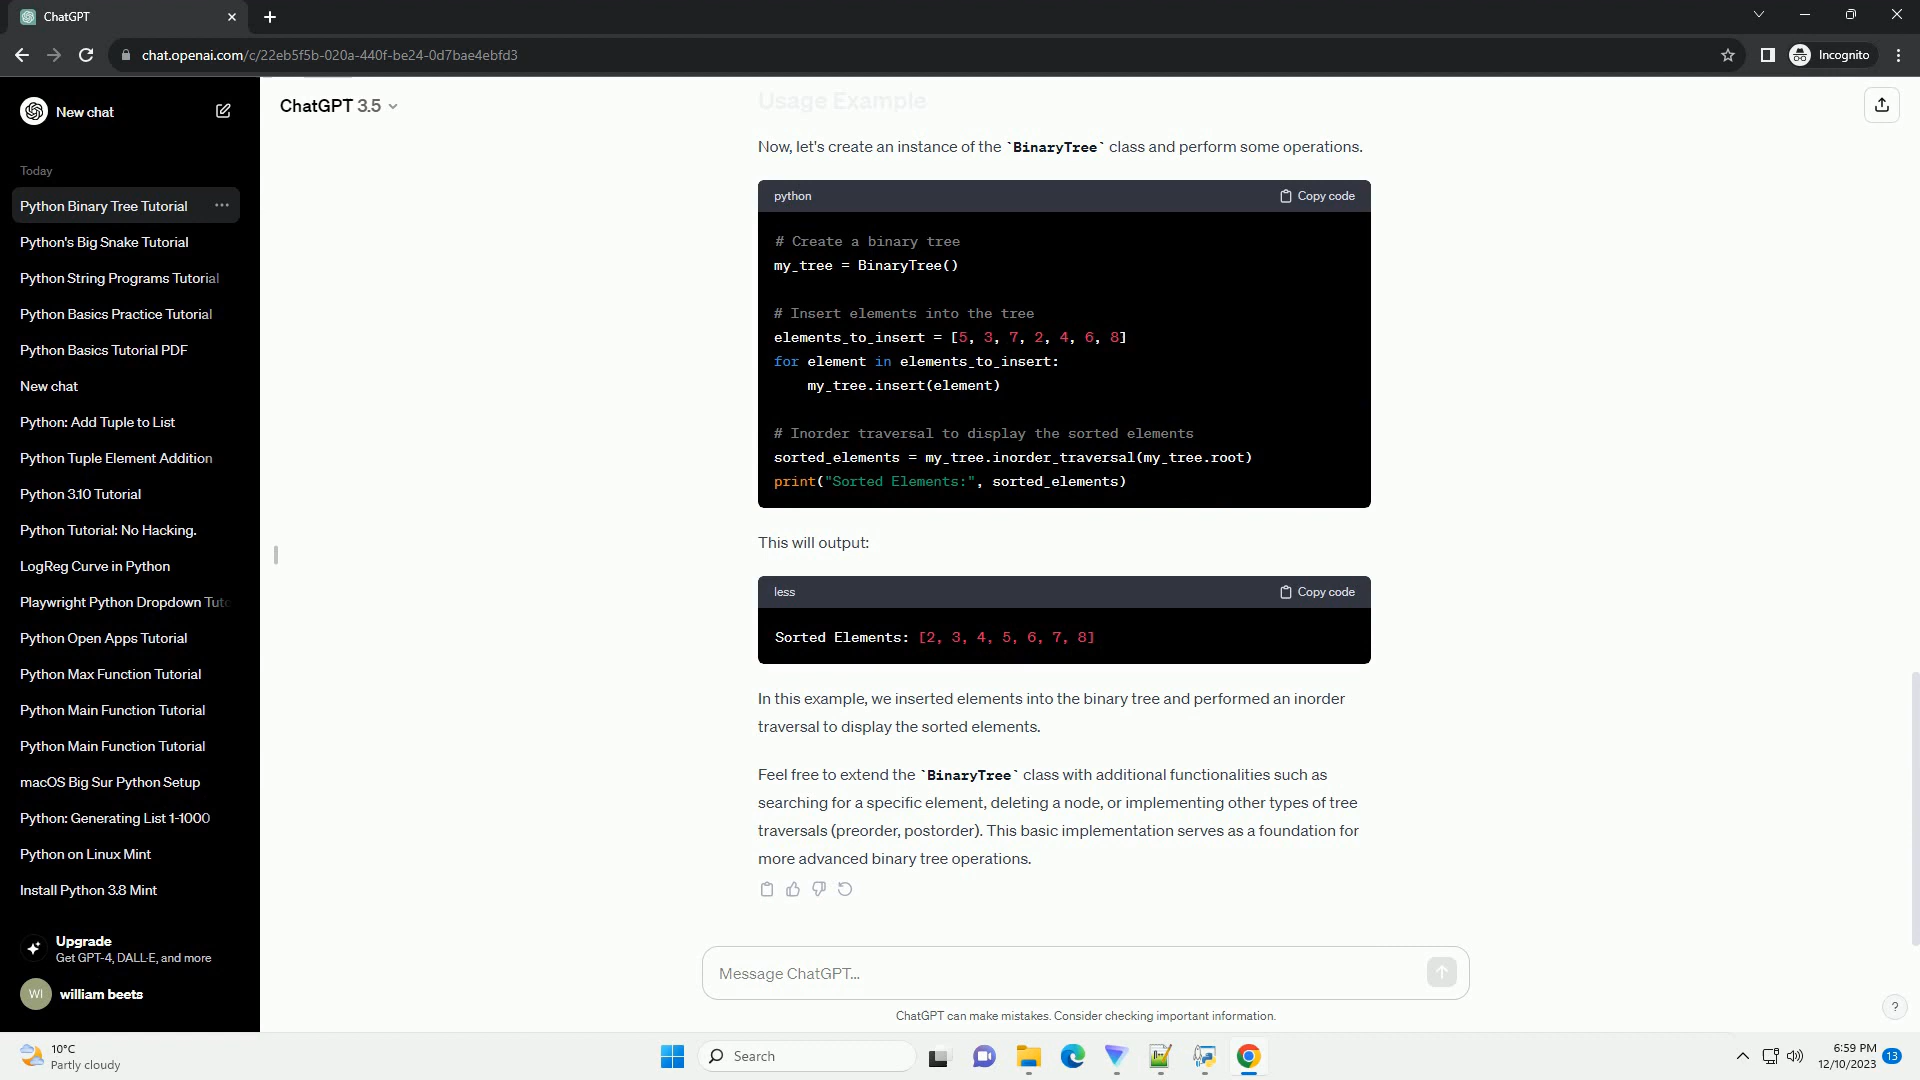 ChatGPT
chat.openai.com/c/22eb5f5b-020a-440f-be24-0d7bae4ebfd3
Incognito
New chat
Today
Python Binary Tree Tutorial
Python's Big Snake Tutorial
Python String Programs Tutorial
Python Basics Practice Tutorial
Python Basics Tutorial PDF
New chat
Python: Add Tuple to List
Python Tuple Element Addition
Python 3.10 Tutorial
Python Tutorial: No Hacking.
LogReg Curve in Python
Playwright Python Dropdown Tuto
Python Open Apps Tutorial
Python Max Function Tutorial
Python Main Function Tutorial
Python Main Function Tutorial
macOS Big Sur Python Setup
Python: Generating List 1-1000
Python on Linux Mint
Install Python 3.8 Mint
Upgrade
Get GPT-4, DALL·E, and more
WI william beets
ChatGPT 3.5
Usage Example
Now, let's create an instance of the `BinaryTree` class and perform some operations.
python Copy code
# Create a binary tree
my_tree = BinaryTree()
# Insert elements into the tree
elements_to_insert = [5, 3, 7, 2, 4, 6, 8]
for element in elements_to_insert:
    my_tree.insert(element)
# Inorder traversal to display the sorted elements
sorted_elements = my_tree.inorder_traversal(my_tree.root)
print("Sorted Elements:", sorted_elements)
This will output:
less Copy code
Sorted Elements: [2, 3, 4, 5, 6, 7, 8]
In this example, we inserted elements into the binary tree and performed an inorder
traversal to display the sorted elements.
Feel free to extend the `BinaryTree` class with additional functionalities such as
searching for a specific element, deleting a node, or implementing other types of tree
traversals (preorder, postorder). This basic implementation serves as a foundation for
more advanced binary tree operations.
Message ChatGPT...
ChatGPT can make mistakes. Consider checking important information.
?
10°C
Partly cloudy
Search
6:59 PM
12/10/2023
13